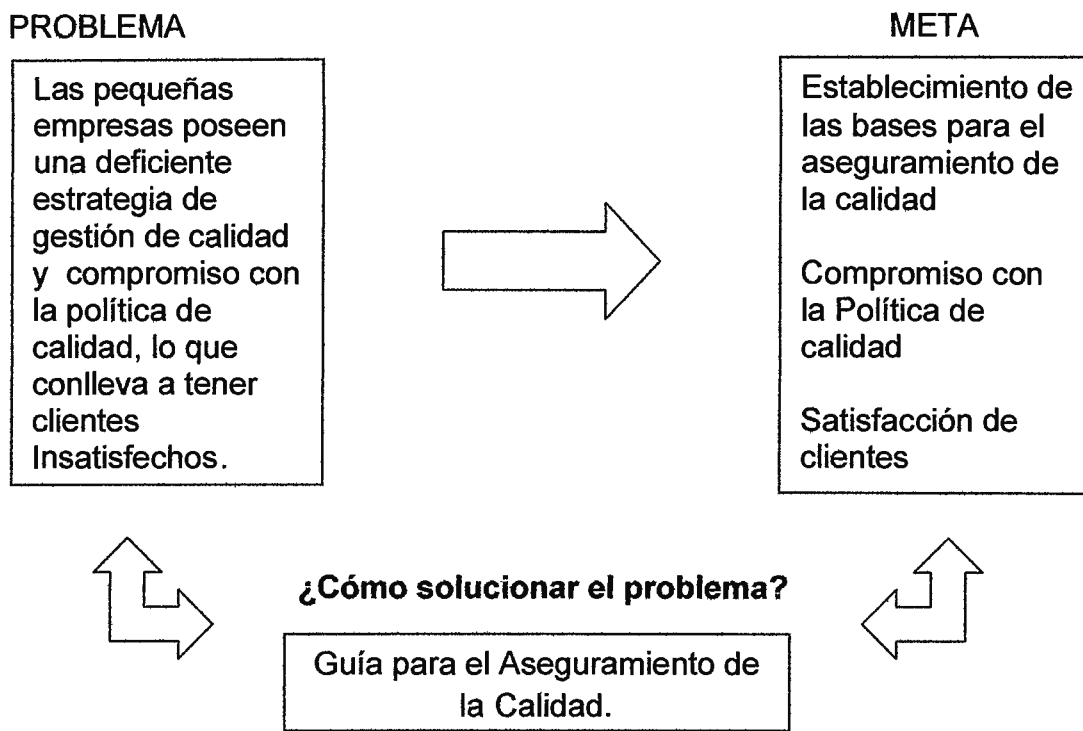 PROBLEMA
Las pequeñas
empresas poseen
una deficiente
estrategia de
gestión de calidad
y compromiso con
la política de
calidad, lo que
conlleva a tener
clientes
Insatisfechos.
META
Establecimiento de
las bases para el
aseguramiento de
la calidad
Compromiso con
la Política de
calidad
Satisfacción de
clientes
¿Cómo solucionar el problema?
Guía para el Aseguramiento de
la Calidad.